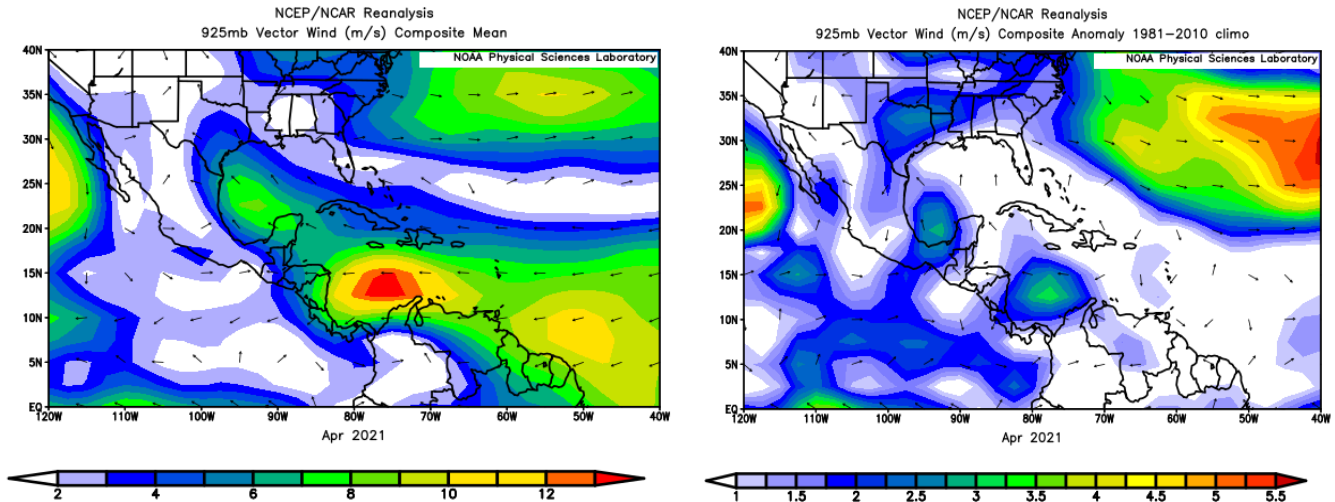 NCEP/NCAR Reanalysis
925mb Vector Wind (m/s) Composite Mean
NOAA Physical Sciences Laboratory
40N
35N
30N
25N
20N
15N
10N
5N
EQ
120W 110W 100W 90W 80W 70W 60W 50W 40W
Apr 2021
2 4 6 8 10 12
NCEP/NCAR Reanalysis
925mb Vector Wind (m/s) Composite Anomaly 1981-2010 climo
NOAA Physical Sciences Laboratory
40N
35N
30N
25N
20N
15N
10N
5N
EQ
120W 110W 100W 90W 80W 70W 60W 50W 40W
Apr 2021
1 1.5 2 2.5 3 3.5 4 4.5 5 5.5